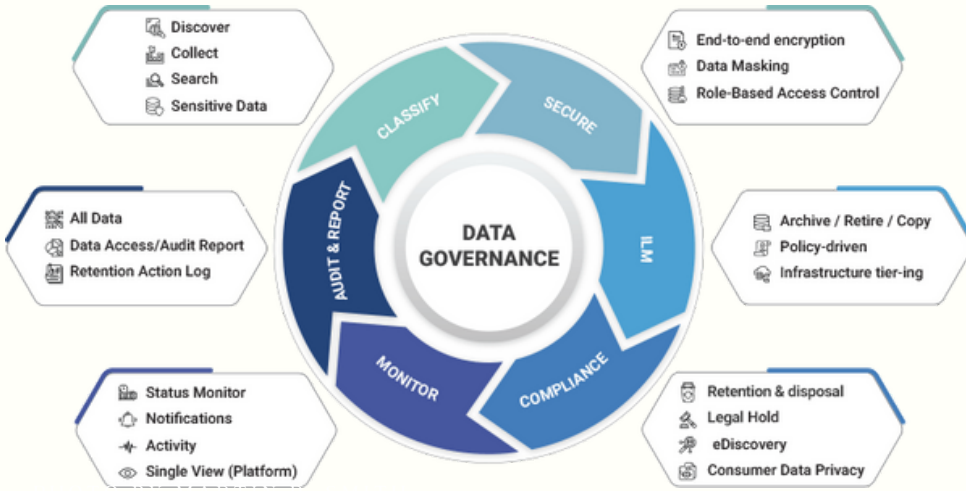 Discover
Collect
Search
Sensitive Data
End-to-end encryption
Data Masking
Role-Based Access Control
CLASSIFY
SECURE
All Data
Data Access/Audit Report
Retention Action Log
AUDIT & REPORT
DATA
GOVERNANCE
ILM
Archive / Retire / Copy
Policy-driven
Infrastructure tier-ing
MONITOR
COMPLIANCE
Status Monitor
Notifications
Activity
Single View (Platform)
Retention & disposal
Legal Hold
eDiscovery
Consumer Data Privacy